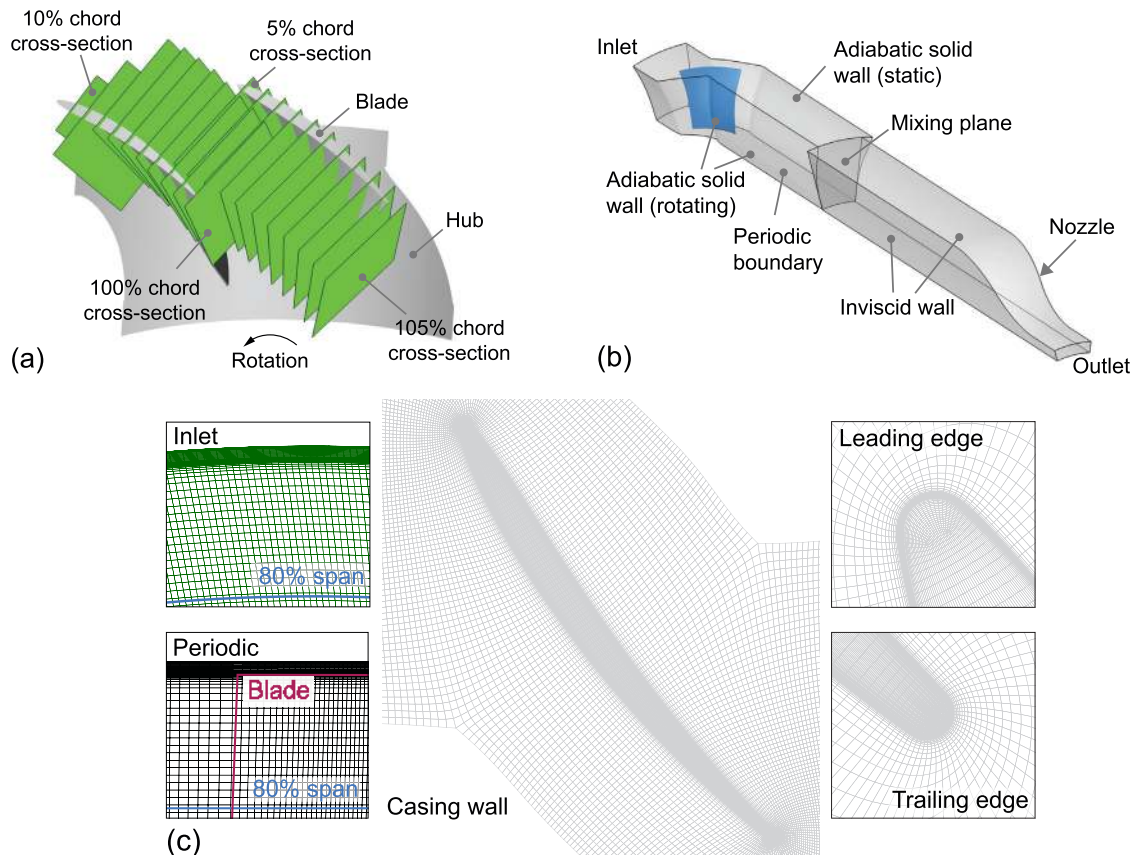 10% chord
cross-section
5% chord
cross-section
Blade
Hub
100% chord
cross-section
105% chord
cross-section
Rotation
(a)
Inlet
Adiabatic solid
wall (static)
Mixing plane
Adiabatic solid
wall (rotating)
Periodic
boundary
Nozzle
Inviscid wall
Outlet
(b)
Inlet
80% span
Periodic
Blade
80% span
Casing wall
Leading edge
Trailing edge
(c)